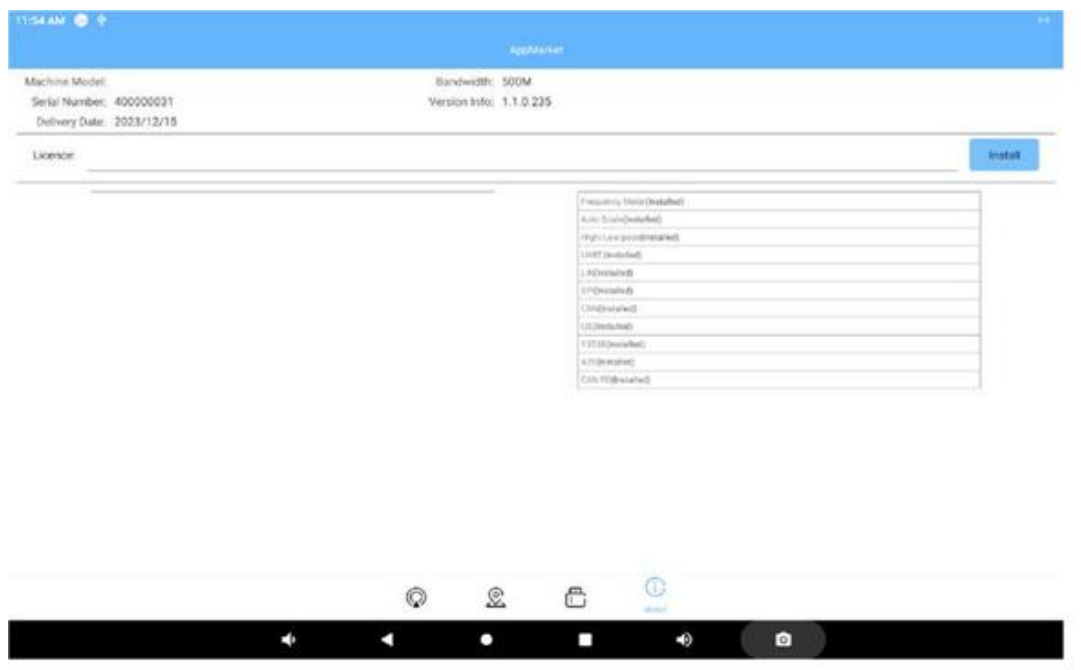 11:54 AM
AppMarket
Machine Model:
Bandwidth: 500M
Serial Number: 400000031
Version Info: 1.1.0.235
Delivery Date: 2023/12/15
Licence:
Install
Frequency Meter(Installed)
Auto Scale(Installed)
High/Low pass(Installed)
UART(Installed)
LIN(Installed)
SPI(Installed)
CAN(Installed)
I2C(Installed)
1553B(Installed)
429(Installed)
CAN FD(Installed)
about